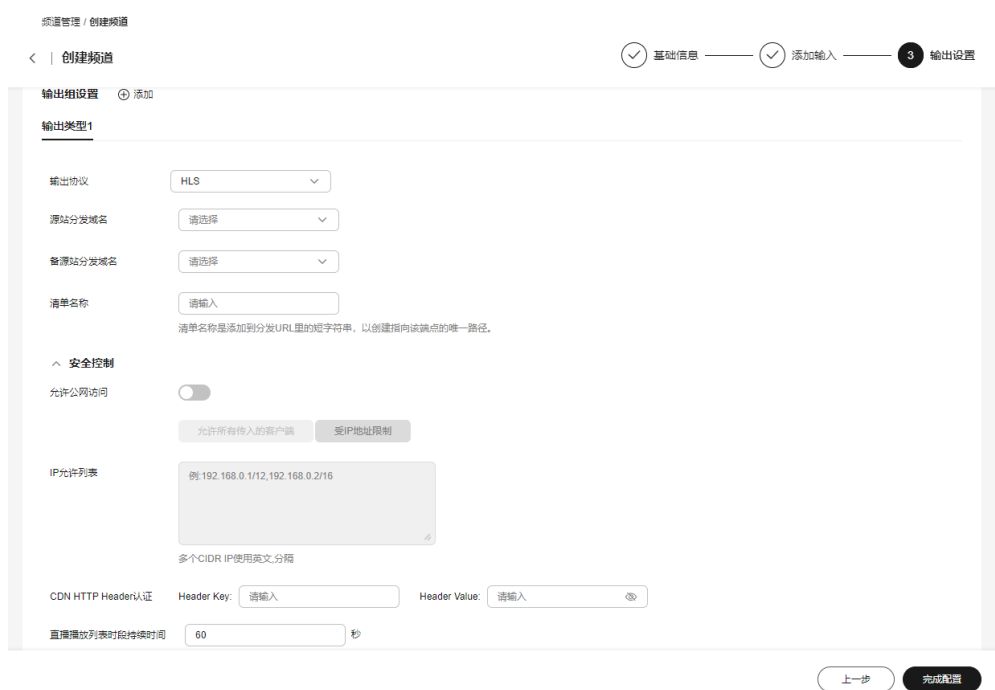 频道管理 / 创建频道
创建频道
基础信息
添加输入
3 输出设置
输出组设置 添加
输出类型1
输出协议 HLS
源站分发域名 请选择
备源站分发域名 请选择
清单名称 请输入
清单名称是添加到分发URL里的短字符串，以创建指向该端点的唯一路径。
安全控制
允许公网访问
允许所有传入的客户端 受IP地址限制
IP允许列表 例:192.168.0.1/12,192.168.0.2/16
多个CIDR IP使用英文,分隔
CDN HTTP Header认证 Header Key: 请输入 Header Value: 请输入
直播播放列表时段持续时间 60 秒
上一步 完成配置